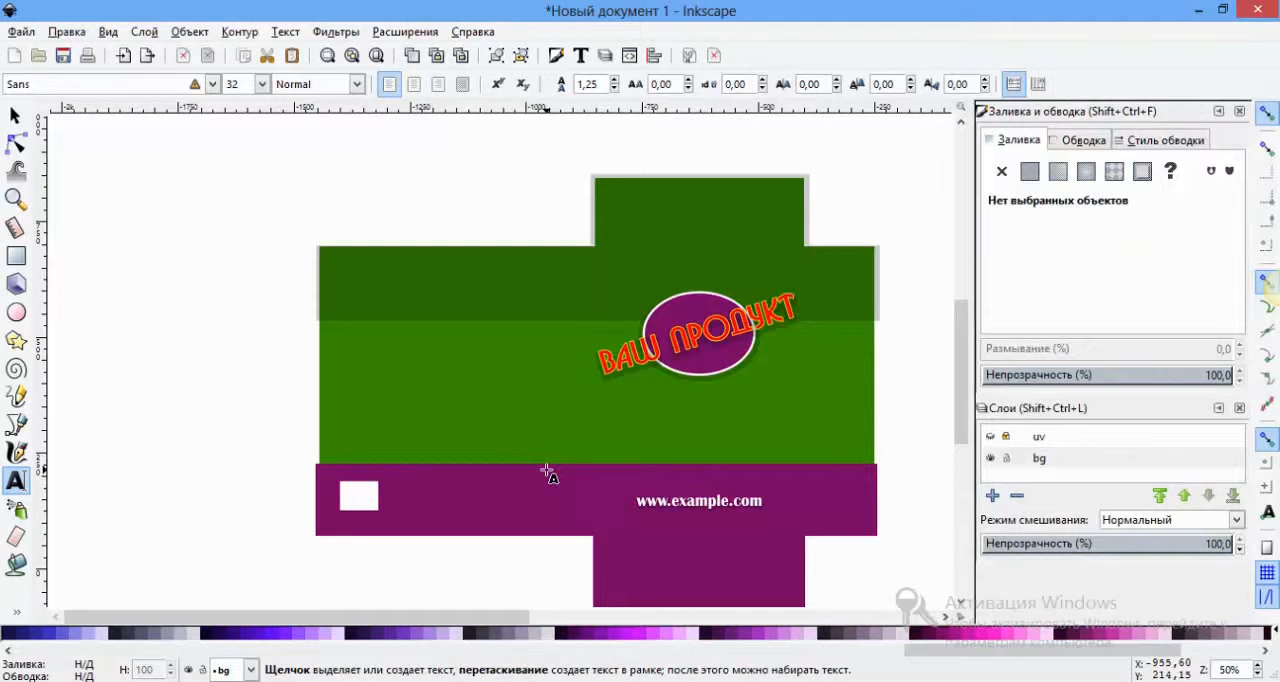 *Новый документ 1 - Inkscape
Файл Правка Вид Слой Объект Контур Текст Фильтры Расширения Справка
Sans 32 Normal 1,25 0,00 0,00 0,00 0,00 0,00
Заливка и обводка (Shift+Ctrl+F)
Заливка Обводка Стиль обводки
Нет выбранных объектов
Размывание (%) 0,0
Непрозрачность (%) 100,0
Слои (Shift+Ctrl+L)
uv
bg
Режим смешивания: Нормальный
Непрозрачность (%) 100,0
ВАШ ПРОДУКТ
www.example.com
Активация Windows
Заливка: Н/Д
Обводка: Н/Д
Н: 100
•bg
Щелчок выделяет или создает текст, перетаскивание создает текст в рамке; после этого можно набирать текст.
X: -955,60
Y: 214,15
Z: 50%